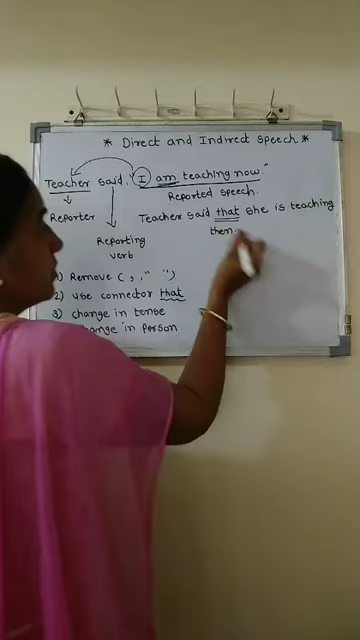 * Direct and Indirect Speech *
Teacher said, "I am teaching now."
Reported speech.
Reporter
Teacher said that she is teaching
then.
Reporting
verb
1) Remove ( , " ")
2) use connector that
3) change in tense
change in person